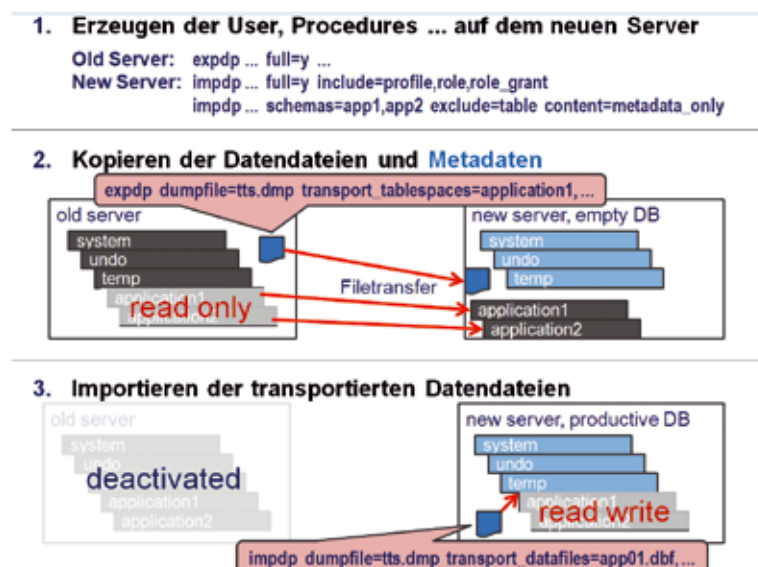 1. Erzeugen der User, Procedures ... auf dem neuen Server
Old Server: expdp ... full=y ...
New Server: impdp ... full=y include=profile,role,role_grant
impdp ... schemas=app1,app2 exclude=table content=metadata_only
2. Kopieren der Datendateien und Metadaten
expdp dumpfile=tts.dmp transport_tablespaces=application1,...
old server
system
undo
temp
application1
application2
read only
Filetransfer
new server, empty DB
system
undo
temp
application1
application2
3. Importieren der transportierten Datendateien
old server
system
undo
application1
application2
deactivated
new server, productive DB
system
undo
temp
application1
application2
read write
impdp dumpfile=tts.dmp transport_datafiles=app01.dbf,...